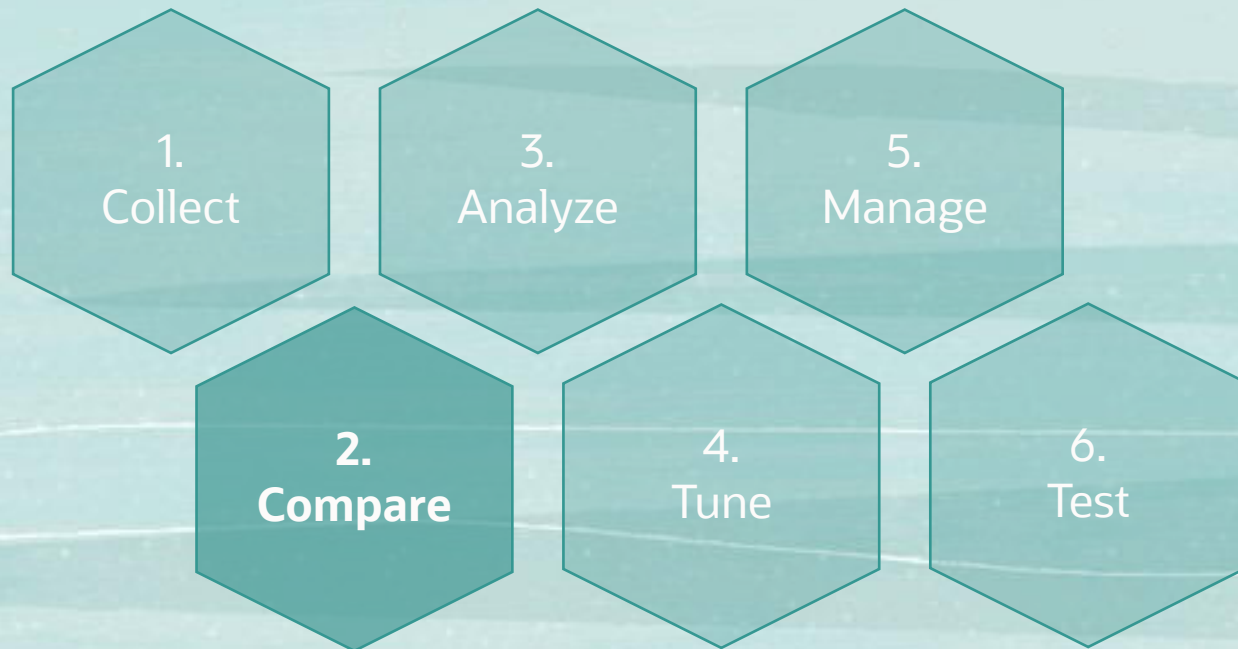 1.
Collect
2.
Compare
3.
Analyze
4.
Tune
5.
Manage
6.
Test